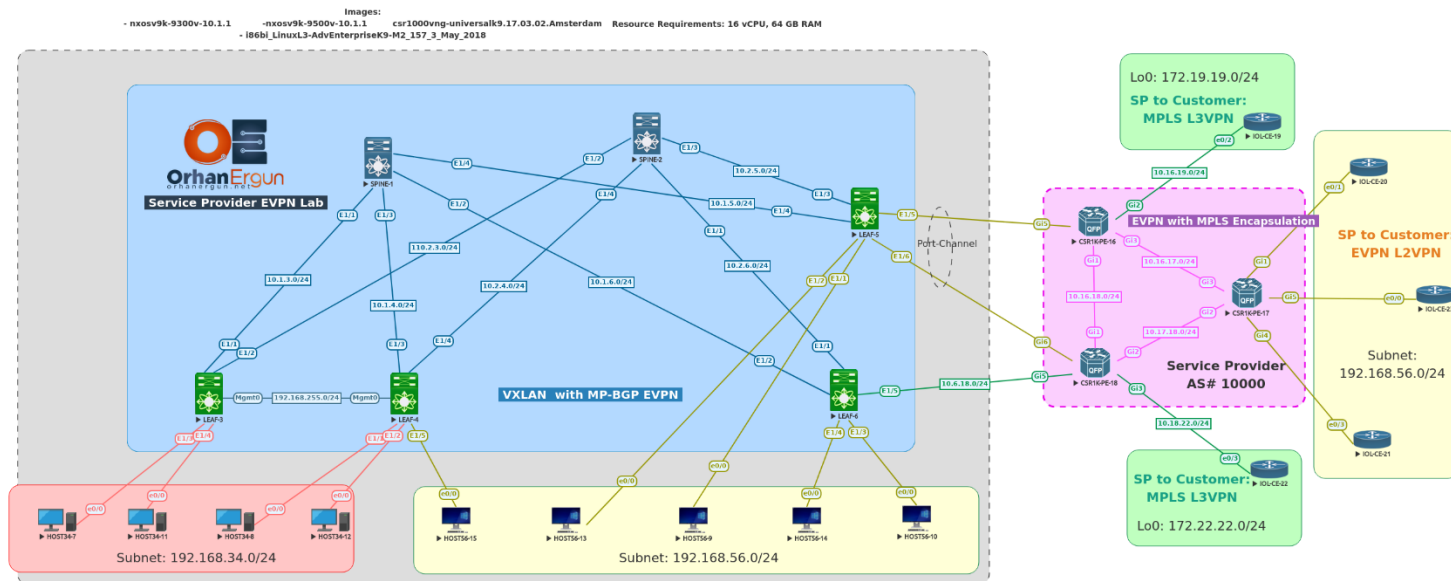 Images:
- nxosv9k-9300v-10.1.1 -nxosv9k-9500v-10.1.1 csr1000vng-universalk9.17.03.02.Amsterdam Resource Requirements: 16 vCPU, 64 GB RAM
- i86bi_LinuxL3-AdvEnterpriseK9-M2_157_3_May_2018
OrhanErgun
orhanergun.net
Service Provider EVPN Lab
SPINE-1
SPINE-2
E1/4
E1/2
E1/3
E1/1
E1/3
E1/2
E1/4
E1/1
10.2.5.0/24
E1/3
10.1.5.0/24
E1/4
LEAF-5
E1/5
E1/6
E1/2
E1/1
Port-Channel
110.2.3.0/24
10.1.3.0/24
10.2.4.0/24
10.1.6.0/24
10.2.6.0/24
10.1.4.0/24
E1/1
E1/2
E1/3
E1/4
E1/2
E1/1
Mgmt0
192.168.255.0/24
Mgmt0
LEAF-3
LEAF-4
LEAF-6
VXLAN with MP-BGP EVPN
E1/5
10.6.18.0/24
Gi5
E1/3
E1/4
E1/1
E1/2
E1/5
E1/4
E1/3
e0/0
e0/0
e0/0
e0/0
e0/0
e0/0
e0/0
e0/0
e0/0
HOST34-7
HOST34-11
HOST34-8
HOST34-12
Subnet: 192.168.34.0/24
HOST56-15
HOST56-13
HOST56-9
HOST56-14
HOST56-10
Subnet: 192.168.56.0/24
Lo0: 172.19.19.0/24
SP to Customer:
MPLS L3VPN
IOL-CE-19
e0/2
10.16.19.0/24
Gi2
EVPN with MPLS Encapsulation
Gi5
QFP
CSR1K-PE-16
Gi3
Gi1
10.16.17.0/24
Gi3
10.16.18.0/24
Gi1
QFP
CSR1K-PE-17
Gi1
Gi5
Gi4
Gi2
10.17.18.0/24
Gi2
Gi6
QFP
CSR1K-PE-18
Gi3
Service Provider
AS# 10000
10.18.22.0/24
e0/3
IOL-CE-22
SP to Customer:
MPLS L3VPN
Lo0: 172.22.22.0/24
e0/1
IOL-CE-20
SP to Customer:
EVPN L2VPN
e0/0
Subnet:
192.168.56.0/24
e0/3
IOL-CE-21